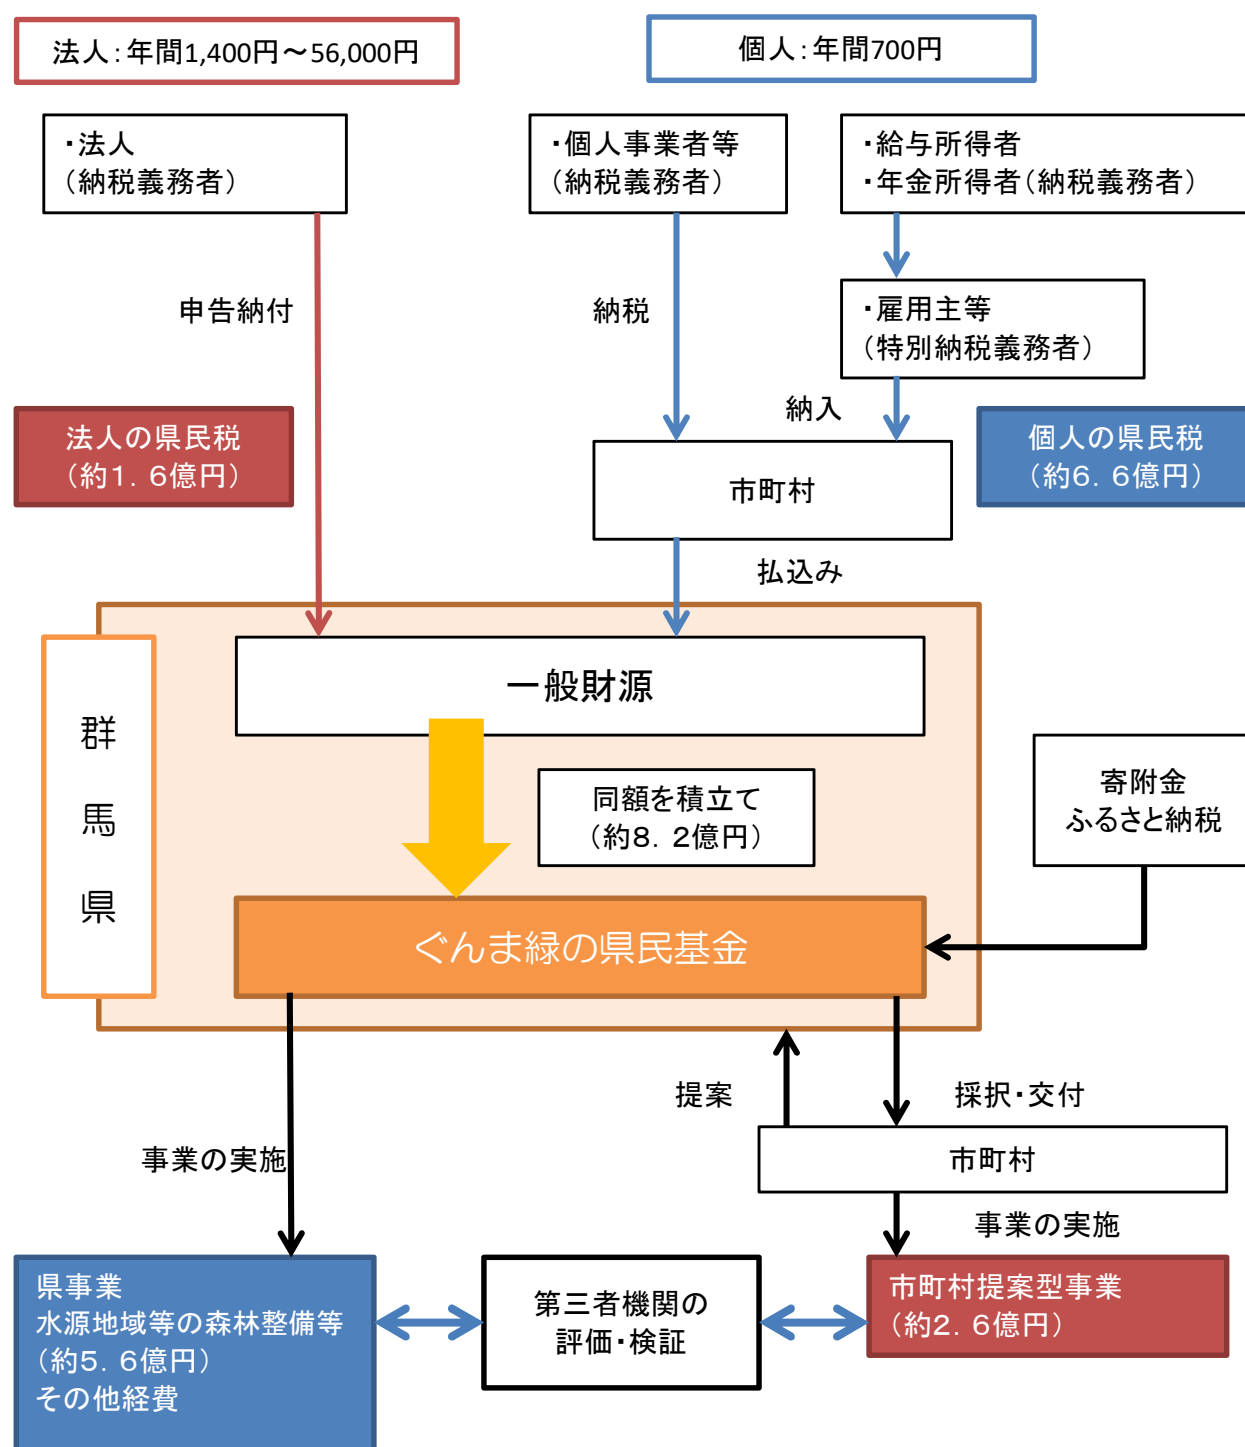 法人：年間1,400円～56,000円
個人：年間700円
・法人
（納税義務者）
・個人事業者等
（納税義務者）
・給与所得者
・年金所得者（納税義務者）
申告納付
納税
・雇用主等
（特別納税義務者）
納入
法人の県民税
（約１．６億円）
個人の県民税
（約６．６億円）
市町村
払込み
群馬県
一般財源
同額を積立て
（約８．２億円）
寄附金
ふるさと納税
ぐんま緑の県民基金
提案
採択・交付
事業の実施
市町村
事業の実施
県事業
水源地域等の森林整備等
（約５．６億円）
その他経費
第三者機関の
評価・検証
市町村提案型事業
（約２．６億円）